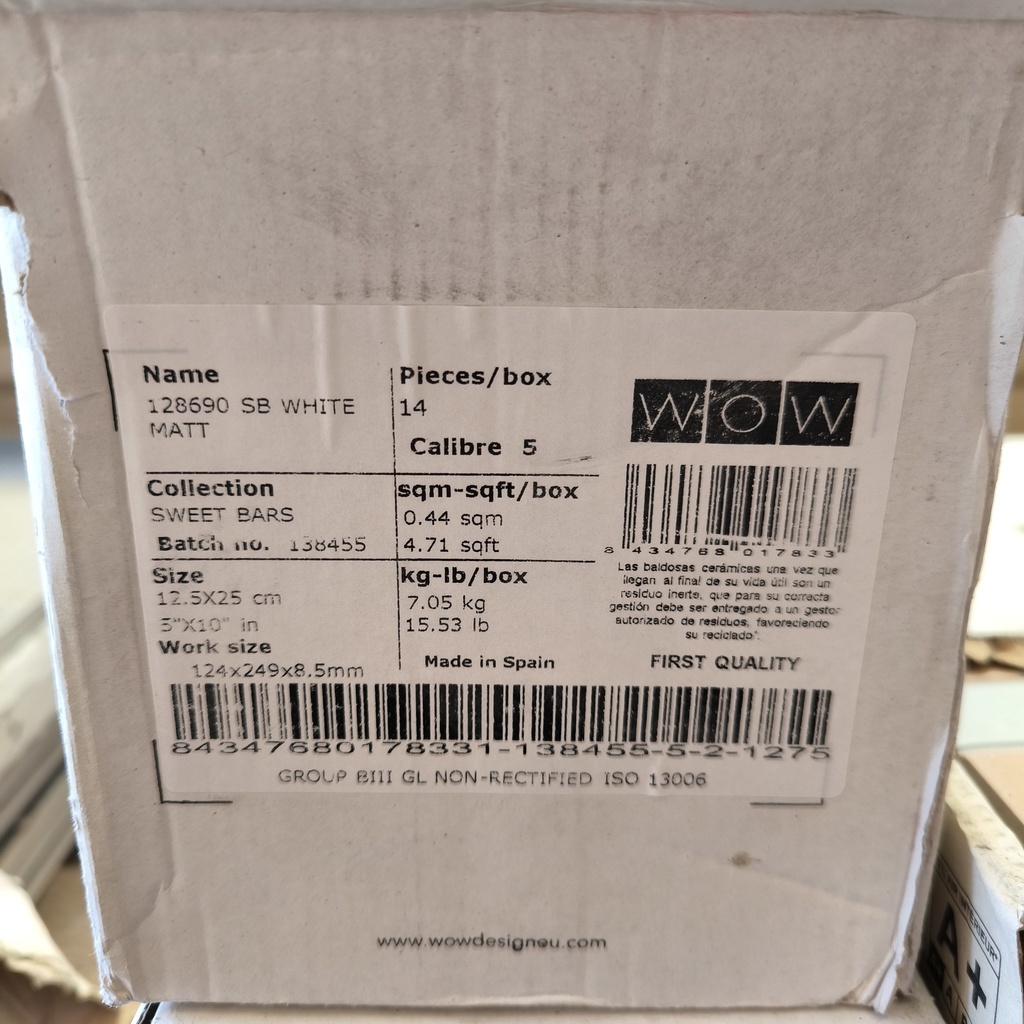 Name
128690 SB WHITE
MATT
Pieces/box
14
Calibre 5
WOW
Collection
SWEET BARS
Batch no. 138455
sqm-sqft/box
0.44 sqm
4.71 sqft
8 434768 017833
Size
12.5X25 cm
5"X10" in
Work size
124x249x8.5mm
kg-lb/box
7.05 kg
15.53 lb
Made in Spain
Las baldosas cerámicas una vez que
llegan al final de su vida útil son un
residuo inerte, que para su correcta
gestión debe ser entregado a un gestor
autorizado de residuos, favoreciendo
su reciclado".
FIRST QUALITY
84347680178331-138455-5-2-1275
GROUP BIII GL NON-RECTIFIED ISO 13006
www.wowdesigneu.com
A+